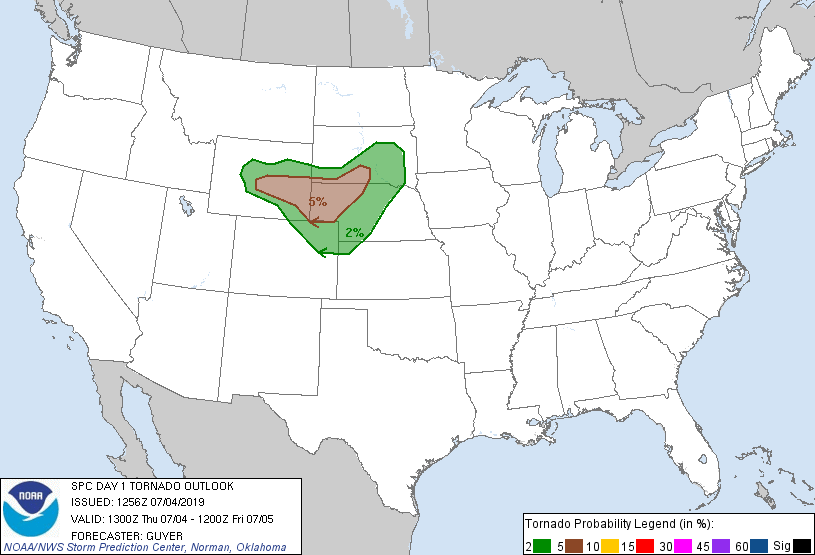 5%
2%
NOAA
SPC DAY 1 TORNADO OUTLOOK
ISSUED: 1256Z 07/04/2019
VALID: 1300Z Thu 07/04 - 1200Z Fri 07/05
FORECASTER: GUYER
NOAA/NWS Storm Prediction Center, Norman, Oklahoma
Tornado Probability Legend (in %):
2 5 10 15 30 45 60 Sig